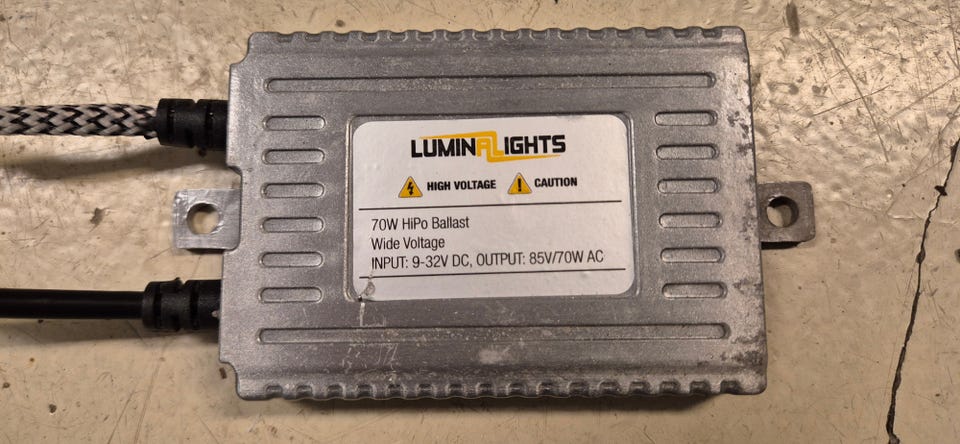 LUMINALIGHTS
HIGH VOLTAGE CAUTION
70W HiPo Ballast
Wide Voltage
INPUT: 9-32V DC, OUTPUT: 85V/70W AC